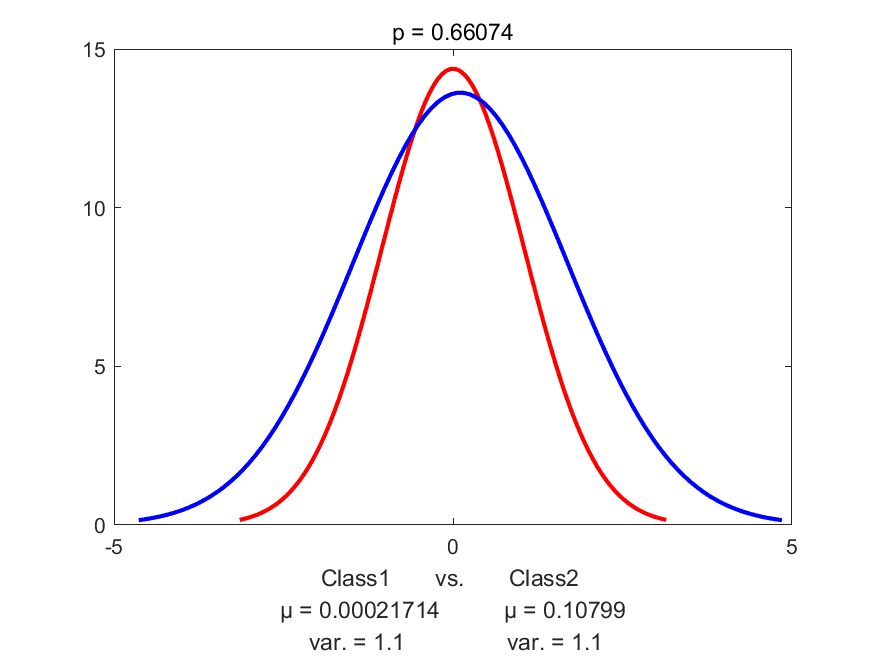 p = 0.66074
15
10
5
0
-5 0 5
Class1 vs. Class2
μ = 0.00021714 μ = 0.10799
var. = 1.1 var. = 1.1